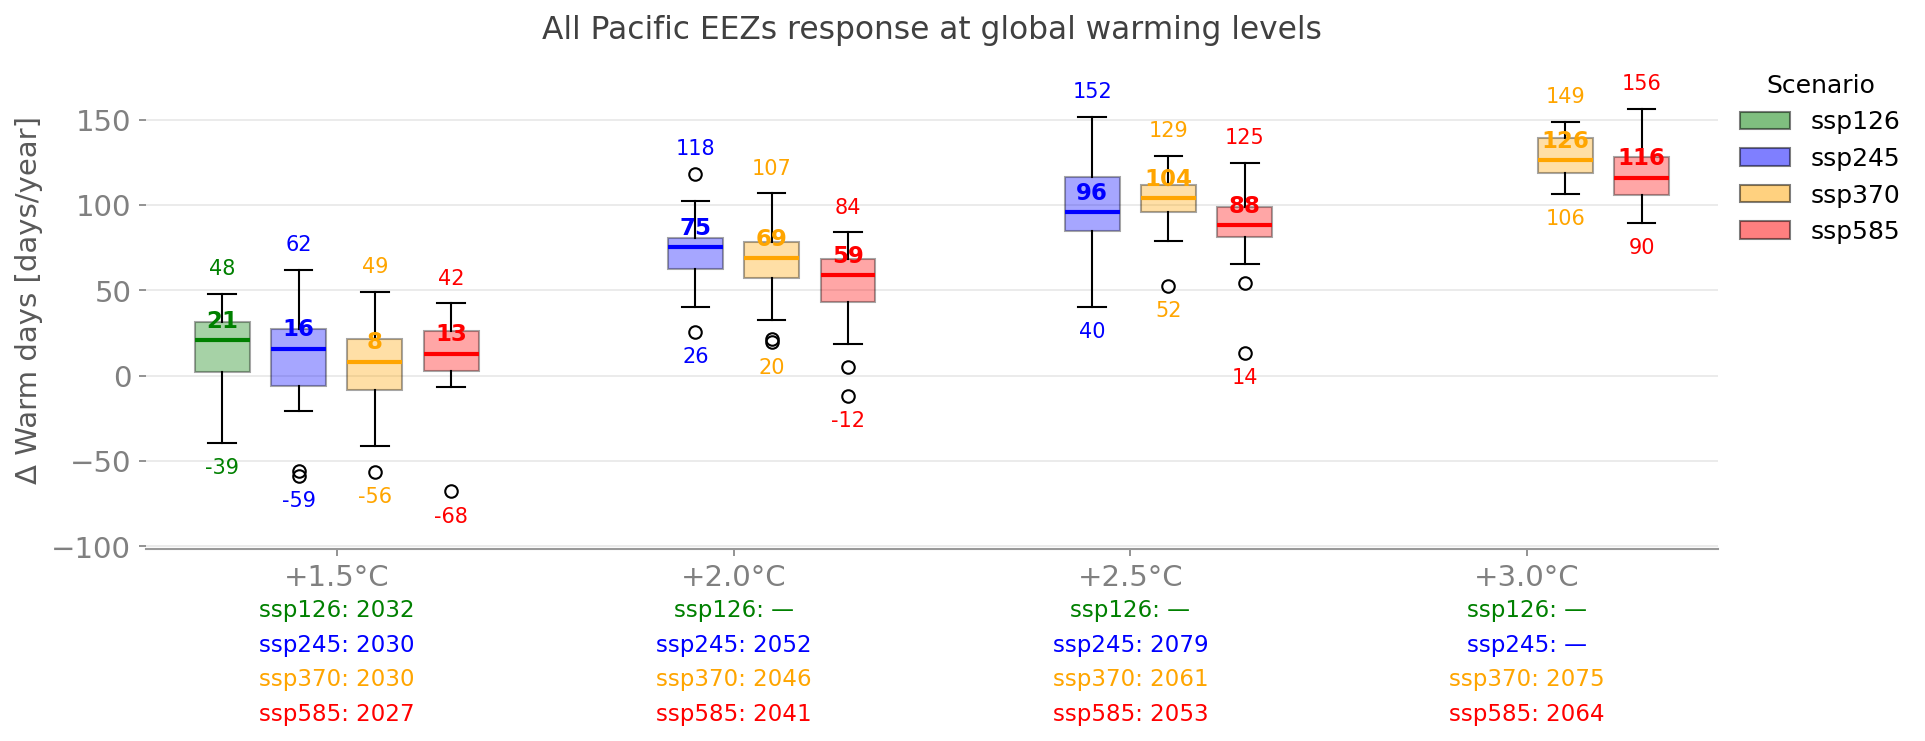 All Pacific EEZs response at global warming levels
Δ Warm days [days/year]
150
100
50
0
−50
−100
48
21
-39
62
16
-59
49
8
-56
42
13
-68
118
75
26
107
69
20
84
59
-12
152
96
40
129
104
52
125
88
14
149
126
106
156
116
90
Scenario
ssp126
ssp245
ssp370
ssp585
+1.5°C
ssp126: 2032
ssp245: 2030
ssp370: 2030
ssp585: 2027
+2.0°C
ssp126: —
ssp245: 2052
ssp370: 2046
ssp585: 2041
+2.5°C
ssp126: —
ssp245: 2079
ssp370: 2061
ssp585: 2053
+3.0°C
ssp126: —
ssp245: —
ssp370: 2075
ssp585: 2064